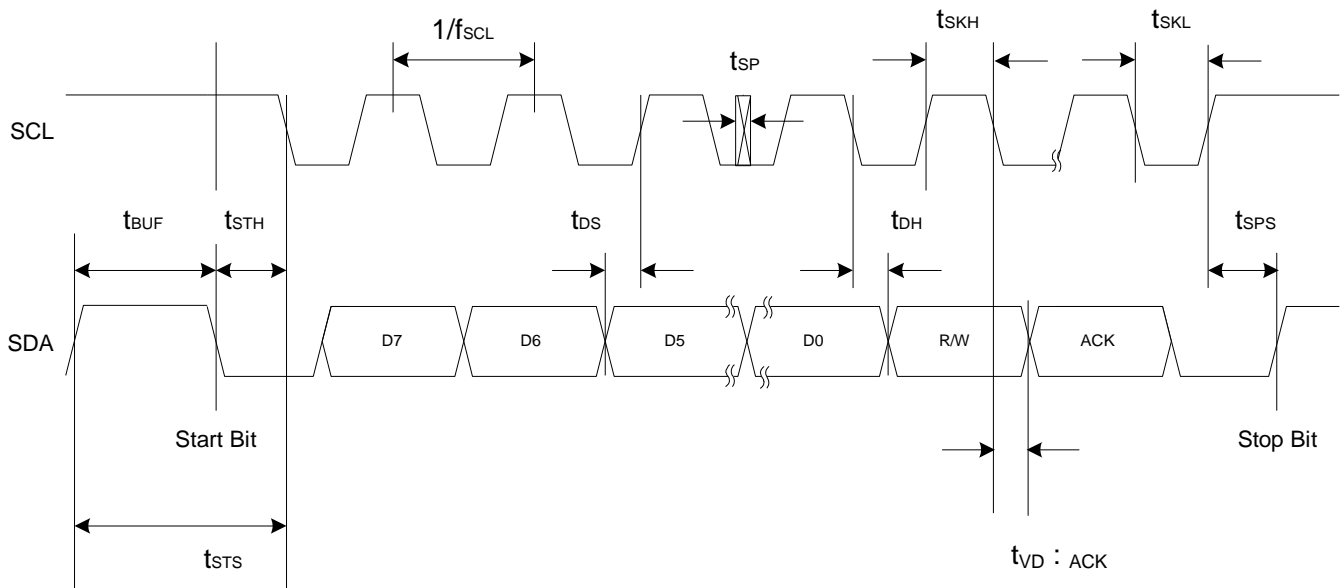 1/fSCL
tSP
tSKH
tSKL
SCL
tBUF
tSTH
tDS
tDH
tSPS
SDA
D7
D6
D5
D0
R/W
ACK
Start Bit
Stop Bit
tSTS
tVD : ACK